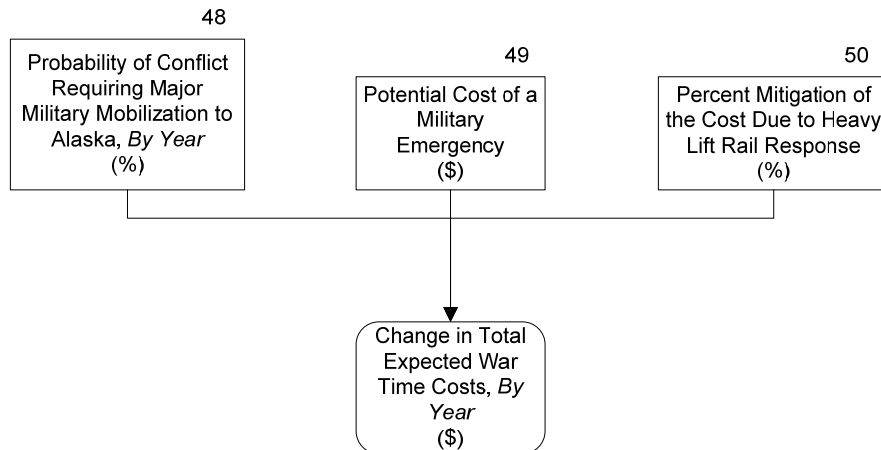 48
Probability of Conflict
Requiring Major
Military Mobilization to
Alaska, By Year
(%)
49
Potential Cost of a
Military
Emergency
($)
50
Percent Mitigation of
the Cost Due to Heavy
Lift Rail Response
(%)
Change in Total
Expected War
Time Costs, By
Year
($)